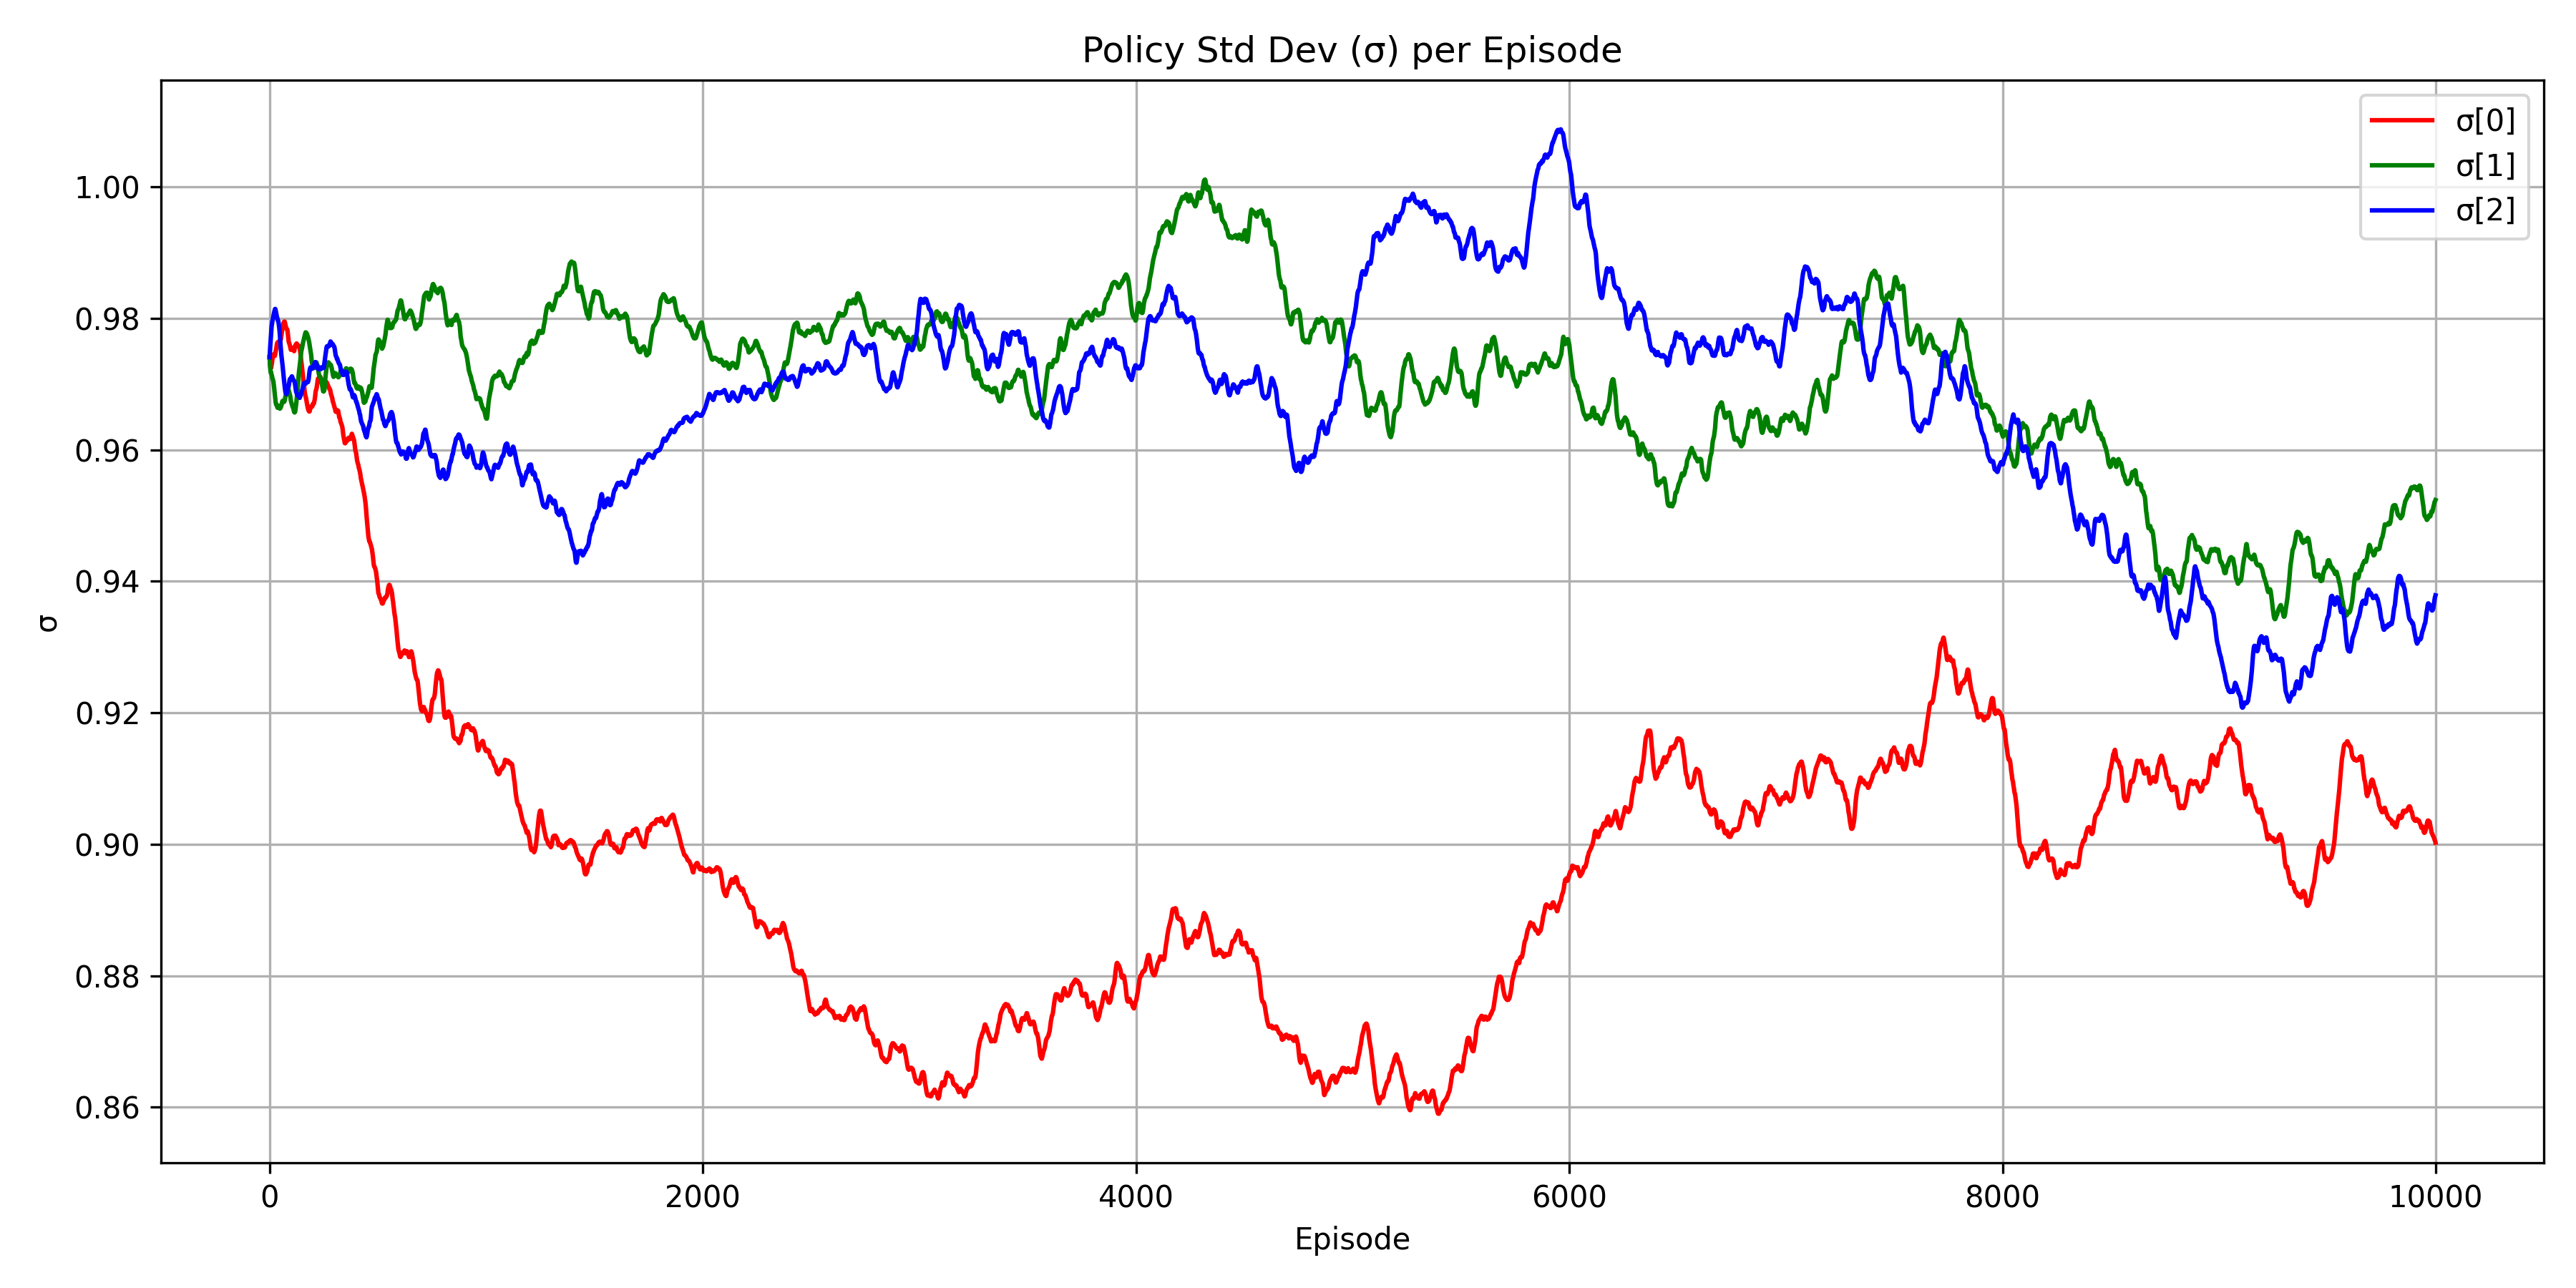 Policy Std Dev (σ) per Episode
σ[0]
σ[1]
σ[2]
1.00
0.98
0.96
0.94
0.92
0.90
0.88
0.86
σ
0
2000
4000
6000
8000
10000
Episode